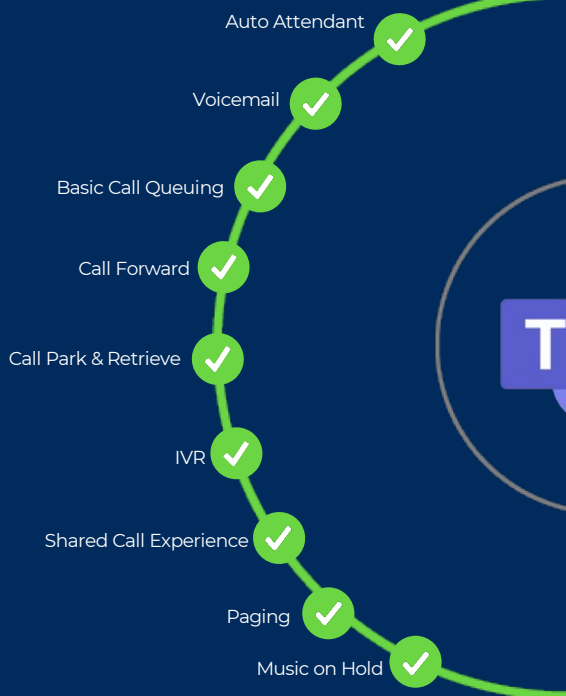 Auto Attendant
Voicemail
Basic Call Queuing
Call Forward
T
Call Park & Retrieve
IVR
Shared Call Experience
Paging
Music on Hold